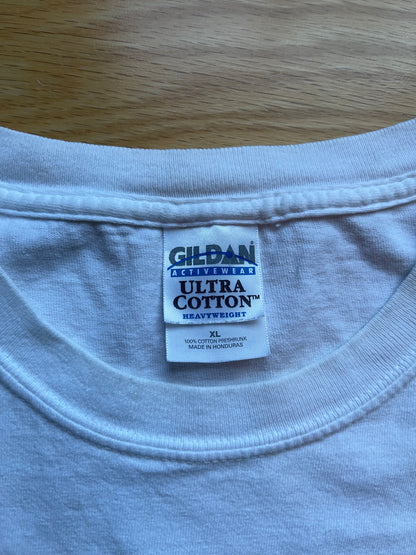 GILDAN
ACTIVEWEAR
ULTRA
COTTON™
HEAVYWEIGHT
XL
100% COTTON PRESHRUNK
MADE IN HONDURAS